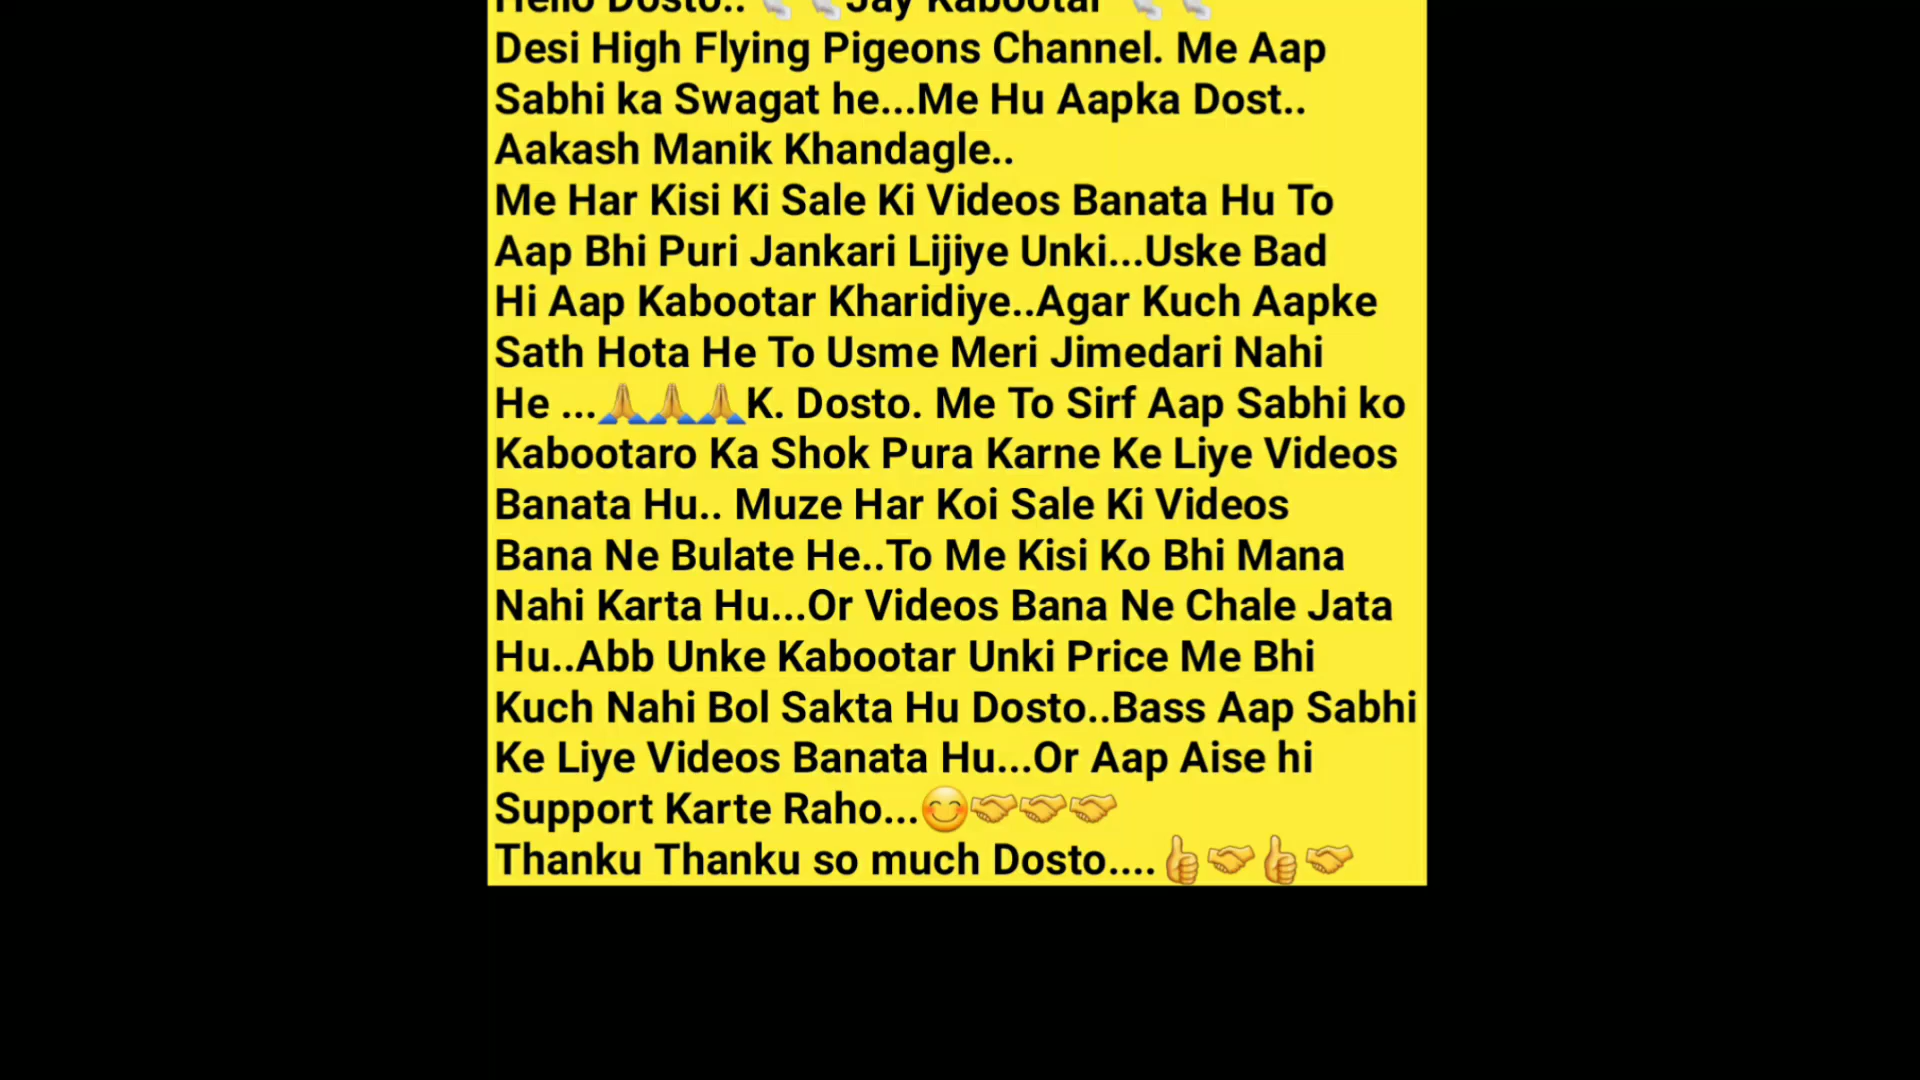 Hello Dosto.. 🕊🕊Jay Kabootar 🕊🕊
Desi High Flying Pigeons Channel. Me Aap
Sabhi ka Swagat he...Me Hu Aapka Dost..
Aakash Manik Khandagle..
Me Har Kisi Ki Sale Ki Videos Banata Hu To
Aap Bhi Puri Jankari Lijiye Unki...Uske Bad
Hi Aap Kabootar Kharidiye..Agar Kuch Aapke
Sath Hota He To Usme Meri Jimedari Nahi
He ...🙏🙏🙏K. Dosto. Me To Sirf Aap Sabhi ko
Kabootaro Ka Shok Pura Karne Ke Liye Videos
Banata Hu.. Muze Har Koi Sale Ki Videos
Bana Ne Bulate He..To Me Kisi Ko Bhi Mana
Nahi Karta Hu...Or Videos Bana Ne Chale Jata
Hu..Abb Unke Kabootar Unki Price Me Bhi
Kuch Nahi Bol Sakta Hu Dosto..Bass Aap Sabhi
Ke Liye Videos Banata Hu...Or Aap Aise hi
Support Karte Raho...😊🤝🤝🤝
Thanku Thanku so much Dosto....👍🤝👍🤝